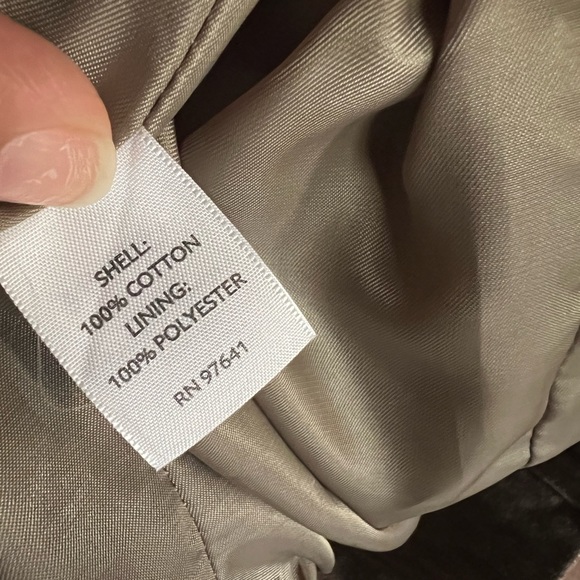 SHELL:
100% COTTON
LINING:
100% POLYESTER
RN 97641